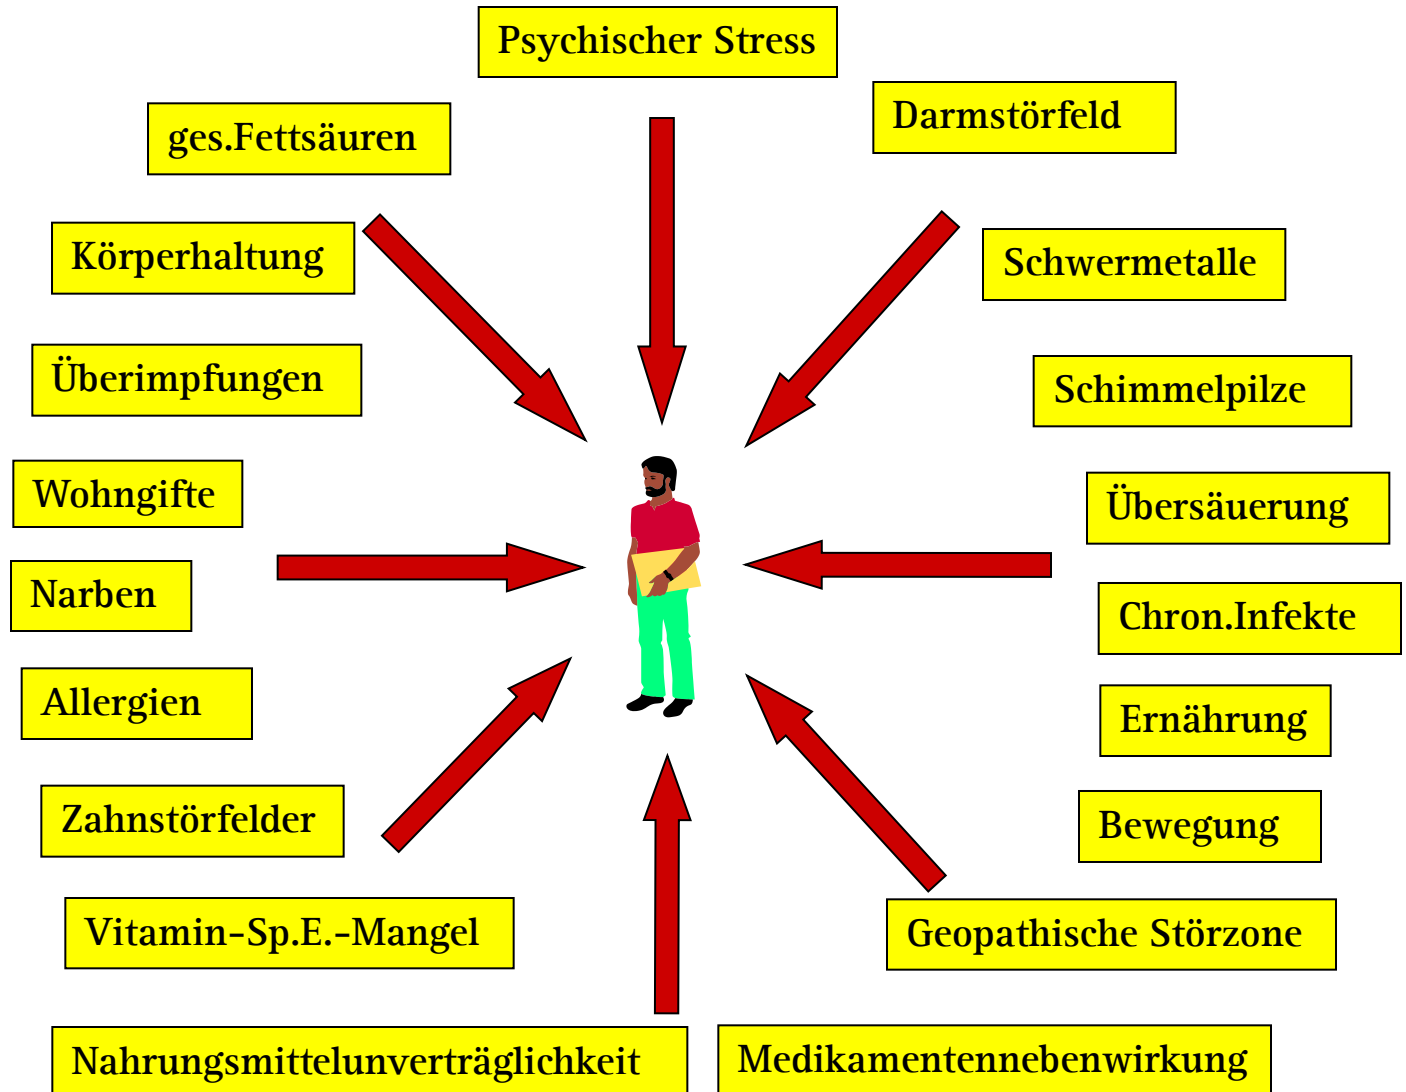 Psychischer Stress
Darmstörfeld
ges.Fettsäuren
Körperhaltung
Schwermetalle
Überimpfungen
Schimmelpilze
Wohngifte
Übersäuerung
Narben
Chron.Infekte
Allergien
Ernährung
Zahnstörfelder
Bewegung
Vitamin-Sp.E.-Mangel
Geopathische Störzone
Nahrungsmittelunverträglichkeit
Medikamentennebenwirkung